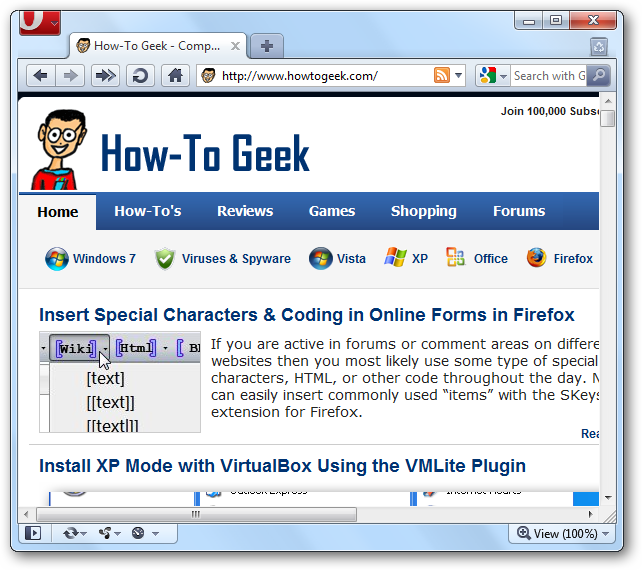 How-To Geek - Comp...
http://www.howtogeek.com/
Search with G
Join 100,000 Subs
How-To Geek
Home How-To's Reviews Games Shopping Forums
Windows 7 Viruses & Spyware Vista XP Office Firefox
Insert Special Characters & Coding in Online Forms in Firefox
[Wiki] [Html] [ Bl
[text]
[[text]]
[[text|]]
If you are active in forums or comment areas on differe
websites then you most likely use some type of special
characters, HTML, or other code throughout the day. N
can easily insert commonly used “items” with the SKeys
extension for Firefox.
Rea
Install XP Mode with VirtualBox Using the VMLite Plugin
Outlook Express Internet Hearts
View (100%)